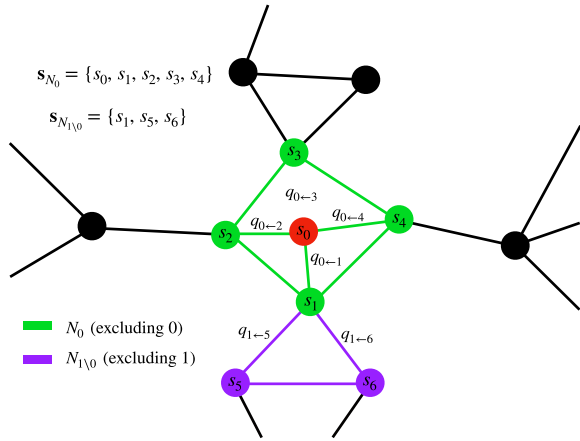 𝐬_{N_0} = {s_0, s_1, s_2, s_3, s_4}
𝐬_{N_{1\0}} = {s_1, s_5, s_6}
s_3
q_{0←3}
q_{0←2}
q_{0←4}
s_2
s_0
s_4
q_{0←1}
s_1
q_{1←5}
q_{1←6}
s_5
s_6
N_0 (excluding 0)
N_{1\0} (excluding 1)